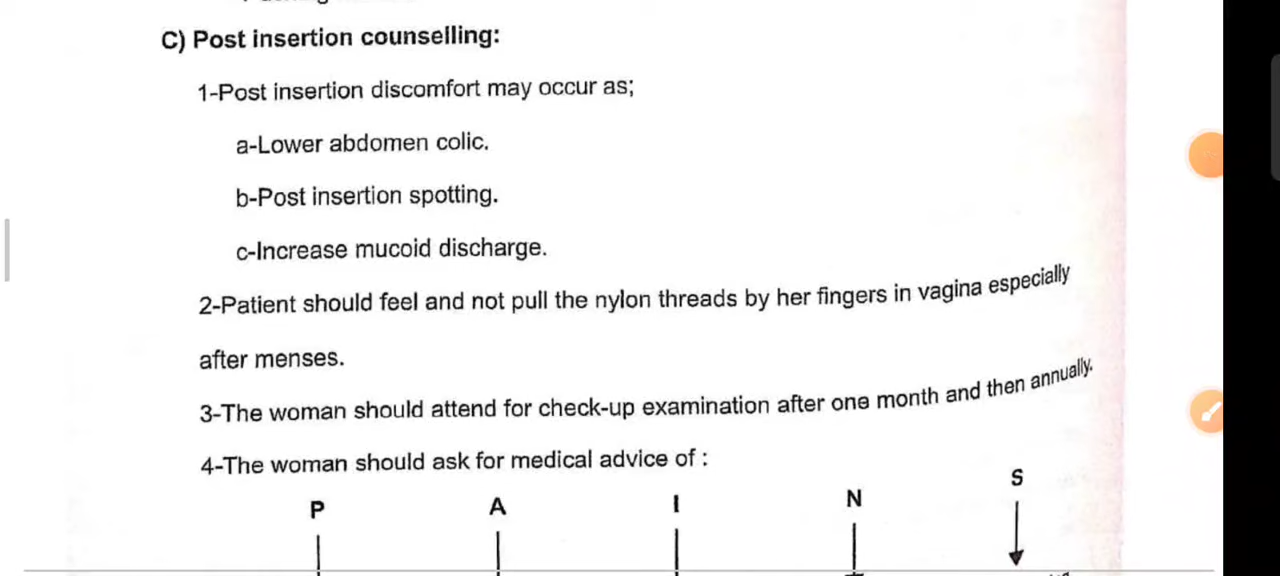 C) Post insertion counselling:
1-Post insertion discomfort may occur as;
a-Lower abdomen colic.
b-Post insertion spotting.
c-Increase mucoid discharge.
2-Patient should feel and not pull the nylon threads by her fingers in vagina especially
after menses.
3-The woman should attend for check-up examination after one month and then annually.
4-The woman should ask for medical advice of :
P A I N S